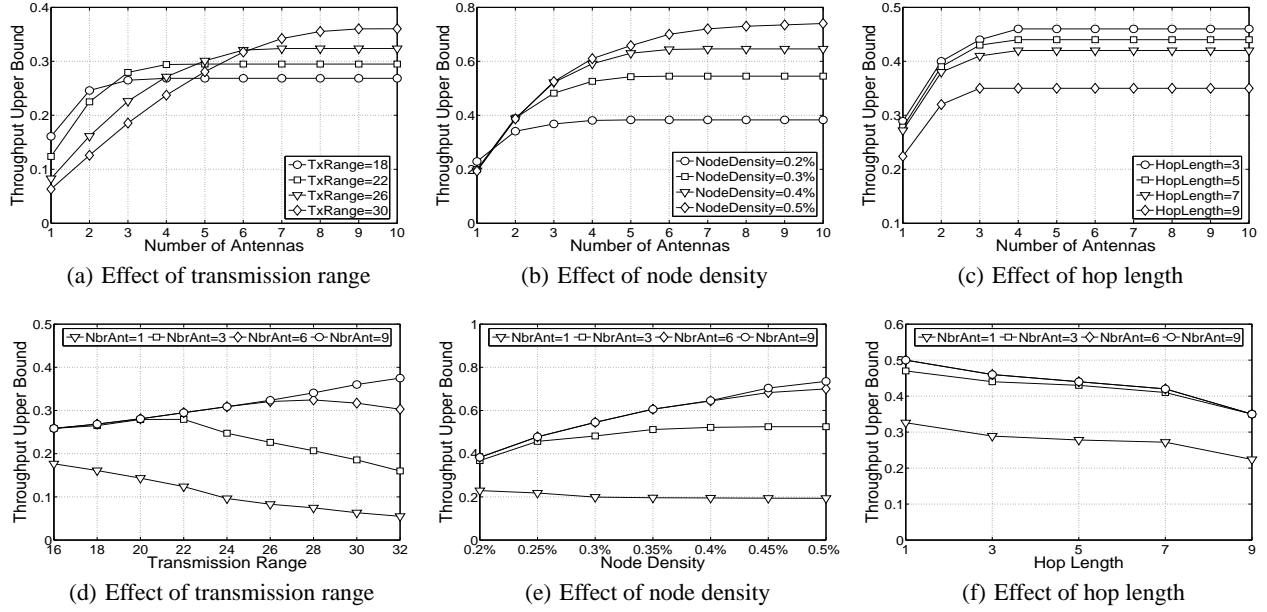 0.4
0.3
0.2
0.1
0
Throughput Upper Bound
TxRange=18
TxRange=22
TxRange=26
TxRange=30
1 2 3 4 5 6 7 8 9 10
Number of Antennas
(a) Effect of transmission range
0.8
0.6
0.4
0.2
0
Throughput Upper Bound
NodeDensity=0.2%
NodeDensity=0.3%
NodeDensity=0.4%
NodeDensity=0.5%
1 2 3 4 5 6 7 8 9 10
Number of Antennas
(b) Effect of node density
0.5
0.4
0.3
0.2
0.1
Throughput Upper Bound
HopLength=3
HopLength=5
HopLength=7
HopLength=9
1 2 3 4 5 6 7 8 9 10
Number of Antennas
(c) Effect of hop length
0.5
0.4
0.3
0.2
0.1
0
Throughput Upper Bound
NbrAnt=1 NbrAnt=3 NbrAnt=6 NbrAnt=9
16 18 20 22 24 26 28 30 32
Transmission Range
(d) Effect of transmission range
1
0.8
0.6
0.4
0.2
0
Throughput Upper Bound
NbrAnt=1 NbrAnt=3 NbrAnt=6 NbrAnt=9
0.2% 0.25% 0.3% 0.35% 0.4% 0.45% 0.5%
Node Density
(e) Effect of node density
0.6
0.5
0.4
0.3
0.2
0.1
0
Throughput Upper Bound
NbrAnt=1 NbrAnt=3 NbrAnt=6 NbrAnt=9
1 3 5 7 9
Hop Length
(f) Effect of hop length